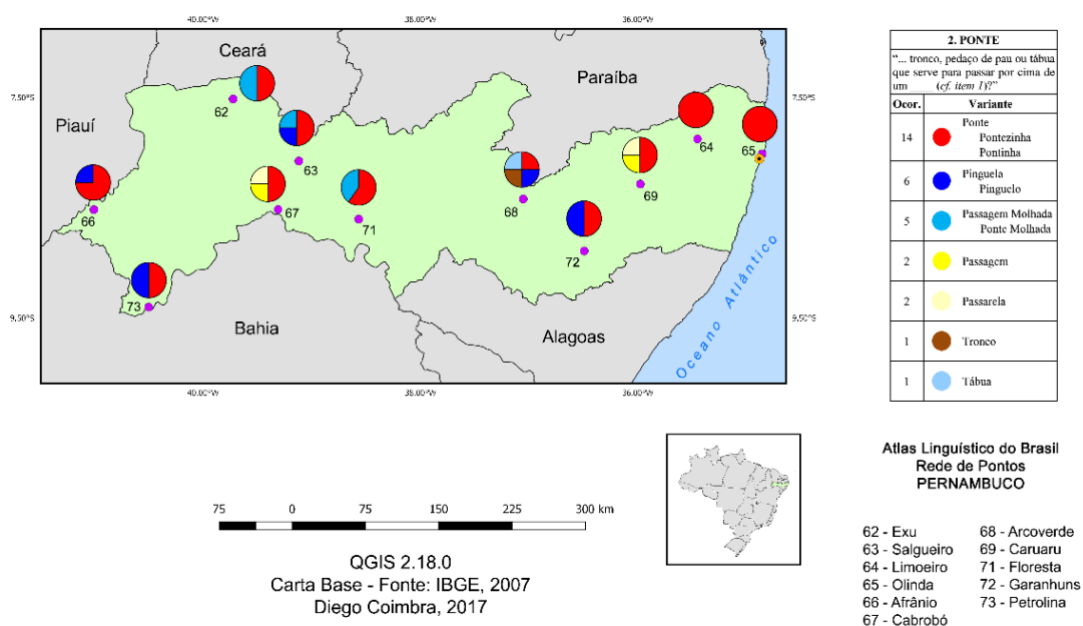 40.00°W 38.00°W 36.00°W
Ceará
Paraíba
7.50°S 7.50°S
Piauí
62
63
64
65
66
67
68
69
71
72
73
9.50°S 9.50°S
Bahia
Alagoas
Oceano Atlântico
40.00°W 38.00°W 36.00°W
2. PONTE
“... tronco, pedaço de pau ou tábua
que serve para passar por cima de
um ____ (cf. item 1)?”
Ocor. Variante
14 Ponte
Pontezinha
Pontinha
6 Pinguela
Pinguelo
5 Passagem Molhada
Ponte Molhada
2 Passagem
2 Passarela
1 Tronco
1 Tábua
75 0 75 150 225 300 km
QGIS 2.18.0
Carta Base - Fonte: IBGE, 2007
Diego Coimbra, 2017
Atlas Linguístico do Brasil
Rede de Pontos
PERNAMBUCO
62 - Exu
63 - Salgueiro
64 - Limoeiro
65 - Olinda
66 - Afrânio
67 - Cabrobó
68 - Arcoverde
69 - Caruaru
71 - Floresta
72 - Garanhuns
73 - Petrolina